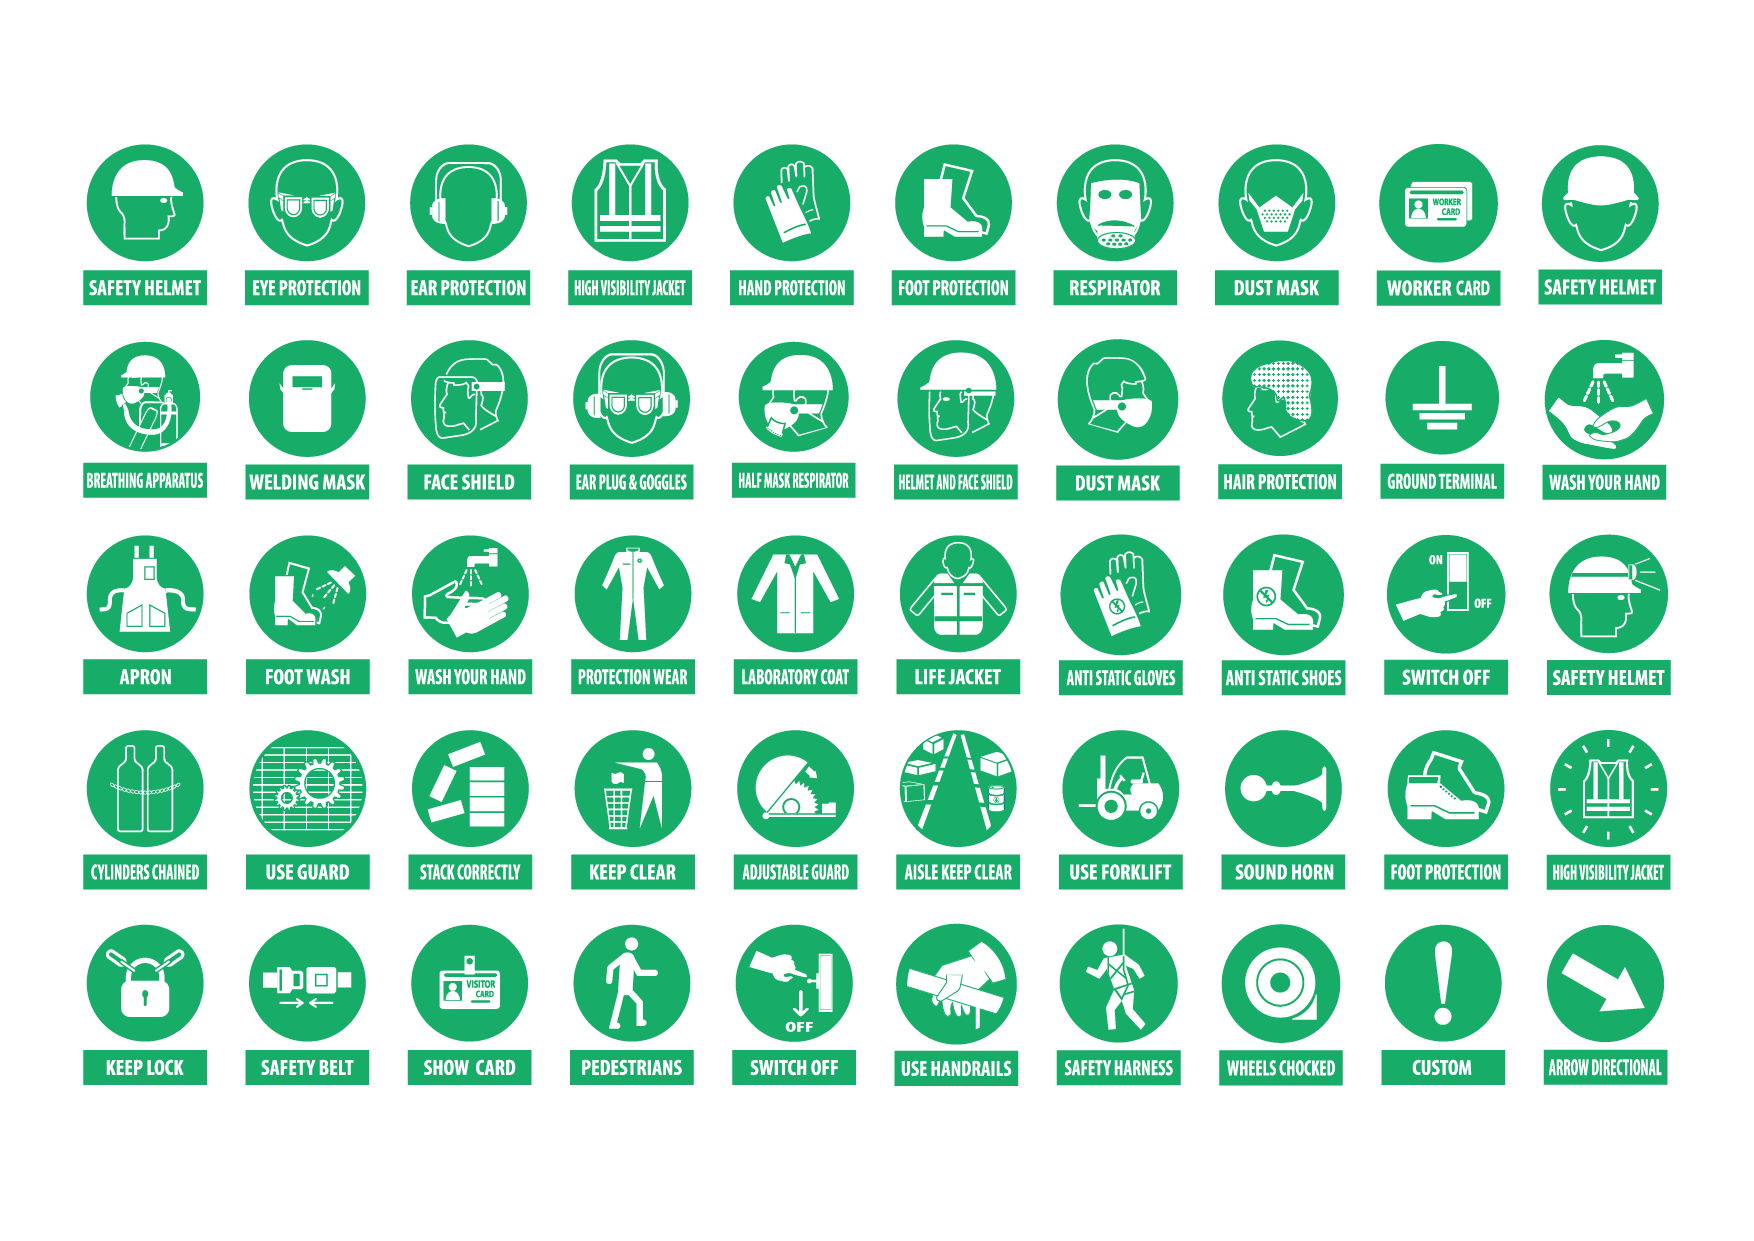 WORKER
CARD
SAFETY HELMET
EYE PROTECTION
EAR PROTECTION
HIGH VISIBILITY JACKET
HAND PROTECTION
FOOT PROTECTION
RESPIRATOR
DUST MASK
WORKER CARD
SAFETY HELMET
BREATHING APPARATUS
WELDING MASK
FACE SHIELD
EAR PLUG & GOGGLES
HALF MASK RESPIRATOR
HELMET AND FACE SHIELD
DUST MASK
HAIR PROTECTION
GROUND TERMINAL
WASH YOUR HAND
ON
OFF
APRON
FOOT WASH
WASH YOUR HAND
PROTECTION WEAR
LABORATORY COAT
LIFE JACKET
ANTI STATIC GLOVES
ANTI STATIC SHOES
SWITCH OFF
SAFETY HELMET
CYLINDERS CHAINED
USE GUARD
STACK CORRECTLY
KEEP CLEAR
ADJUSTABLE GUARD
AISLE KEEP CLEAR
USE FORKLIFT
SOUND HORN
FOOT PROTECTION
HIGH VISIBILITY JACKET
VISITOR
CARD
OFF
KEEP LOCK
SAFETY BELT
SHOW CARD
PEDESTRIANS
SWITCH OFF
USE HANDRAILS
SAFETY HARNESS
WHEELS CHOCKED
CUSTOM
ARROW DIRECTIONAL